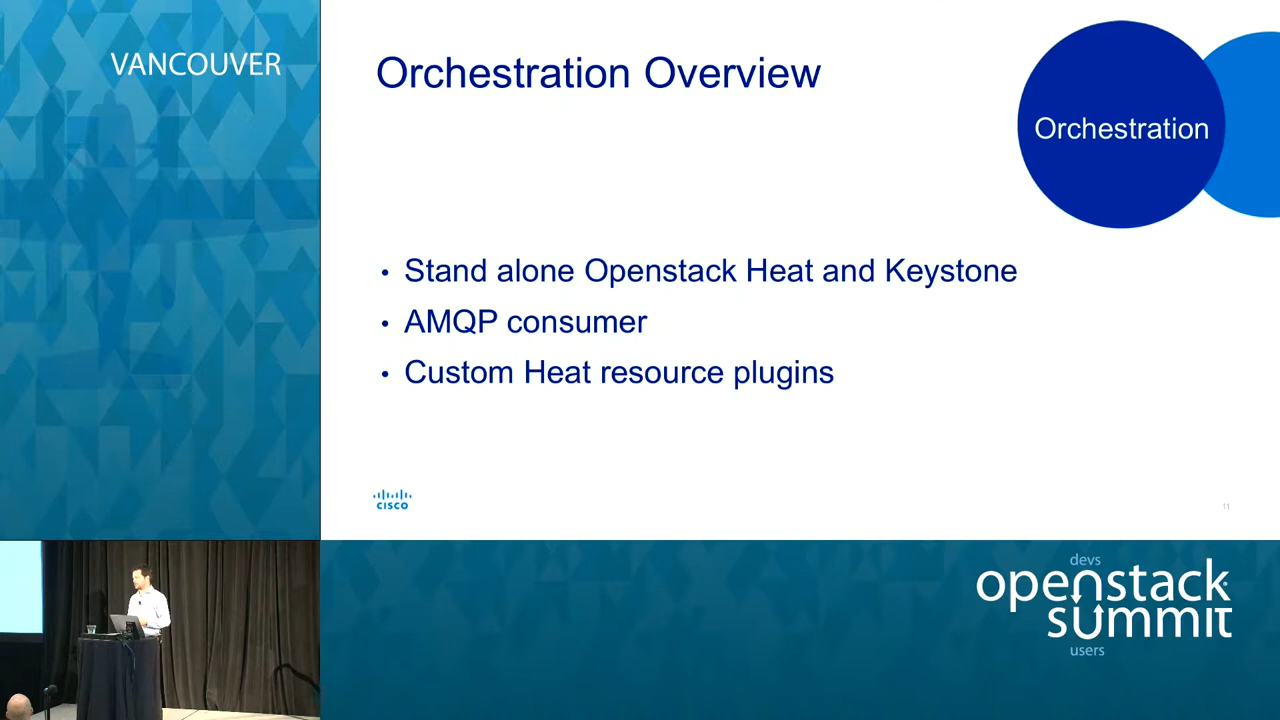 VANCOUVER
Orchestration Overview
Orchestration
• Stand alone Openstack Heat and Keystone
• AMQP consumer
• Custom Heat resource plugins
CISCO
11
devs
openstack
summit
users